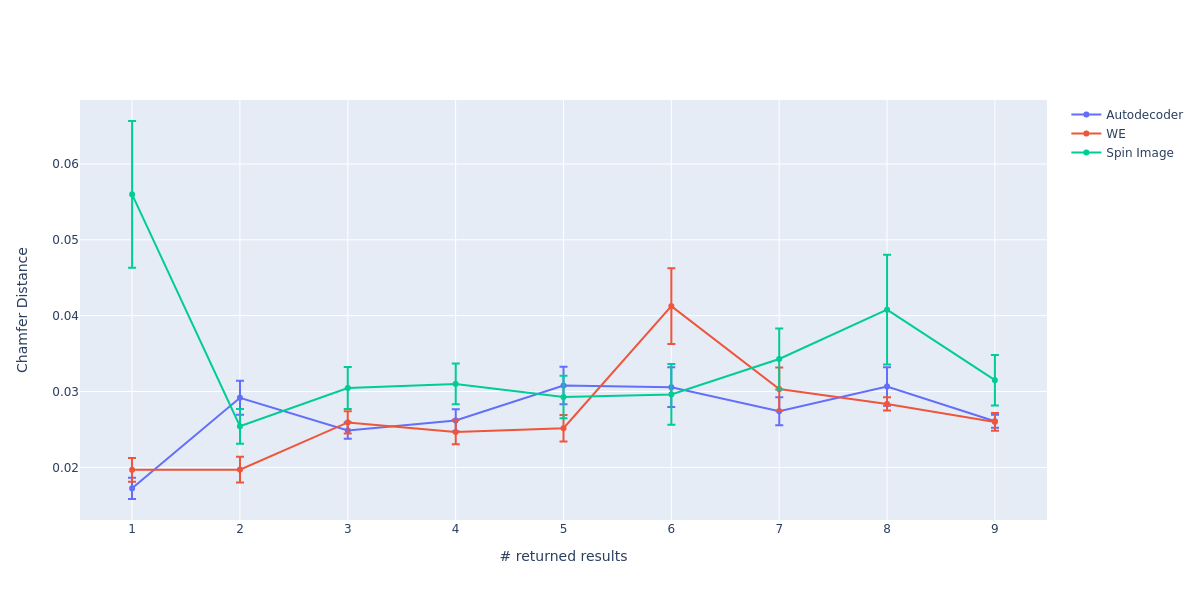 Autodecoder
WE
Spin Image
Chamfer Distance
0.06
0.05
0.04
0.03
0.02
1 2 3 4 5 6 7 8 9
# returned results